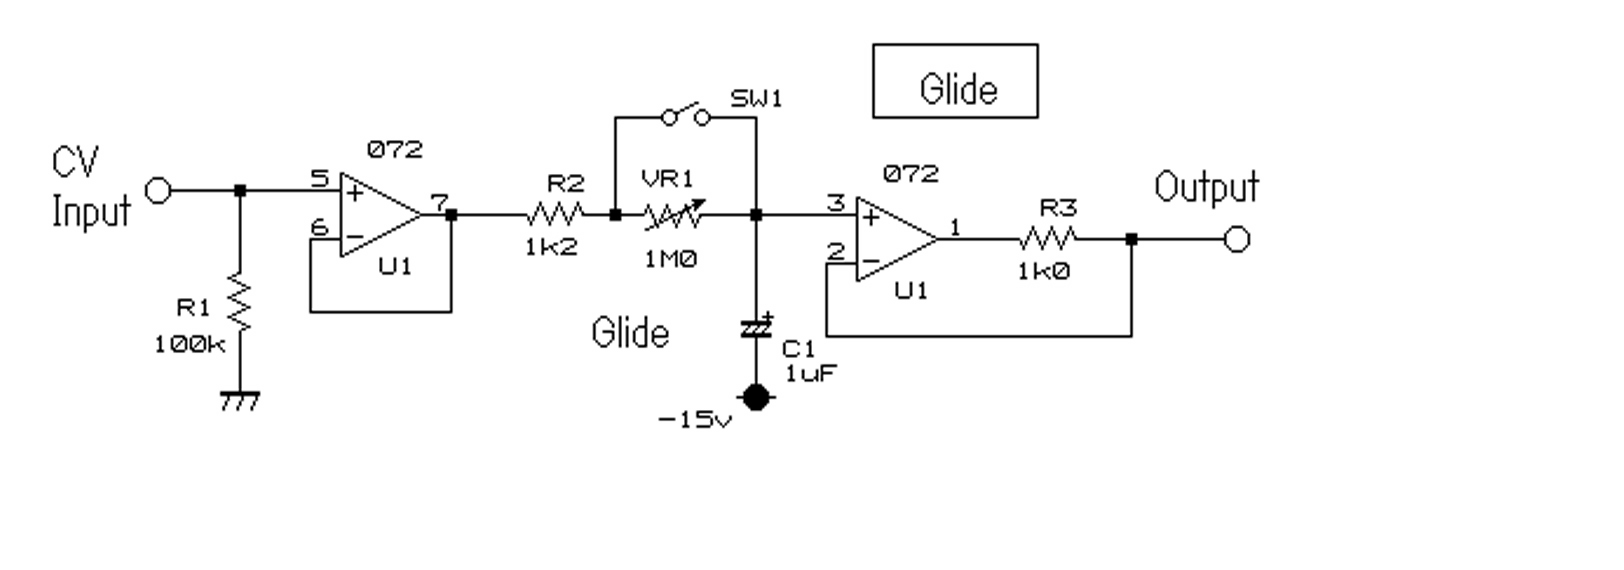 Glide
SW1
CV
Input
072
5
+
6
-
7
U1
R1
100k
R2
1k2
VR1
1M0
Glide
+
C1
1uF
-15v
072
3
+
2
-
1
U1
R3
1k0
Output